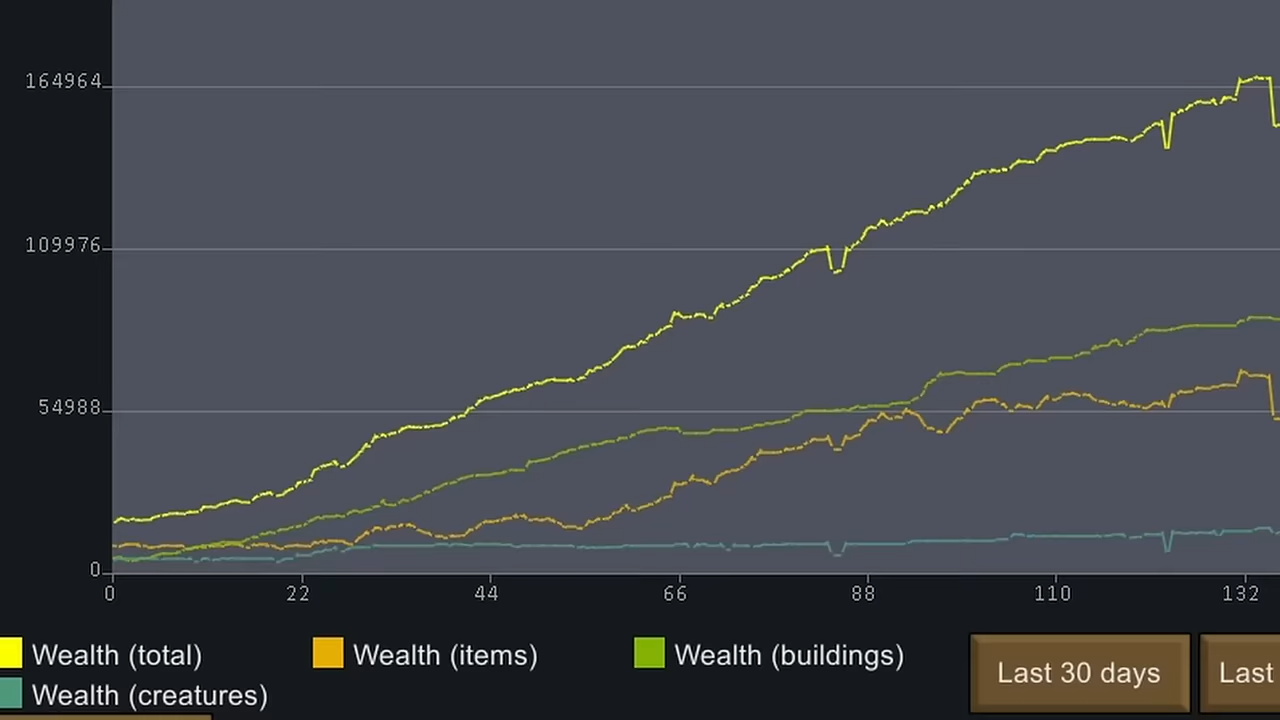 164964
109976
54988
0
0 22 44 66 88 110 132
Wealth (total) Wealth (items) Wealth (buildings)
Wealth (creatures)
Last 30 days Last